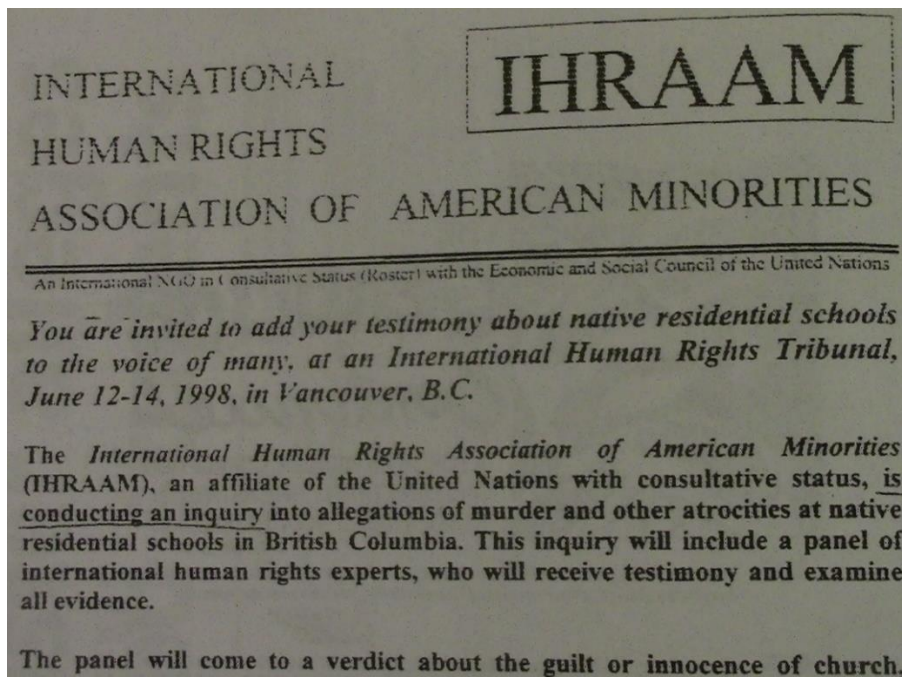 INTERNATIONAL
HUMAN RIGHTS
ASSOCIATION OF AMERICAN MINORITIES
IHRAAM
An International NGO in Consultative Status (Roster) with the Economic and Social Council of the United Nations
You are invited to add your testimony about native residential schools
to the voice of many, at an International Human Rights Tribunal,
June 12-14, 1998, in Vancouver, B.C.
The International Human Rights Association of American Minorities
(IHRAAM), an affiliate of the United Nations with consultative status, is
conducting an inquiry into allegations of murder and other atrocities at native
residential schools in British Columbia. This inquiry will include a panel of
international human rights experts, who will receive testimony and examine
all evidence.
The panel will come to a verdict about the guilt or innocence of church,